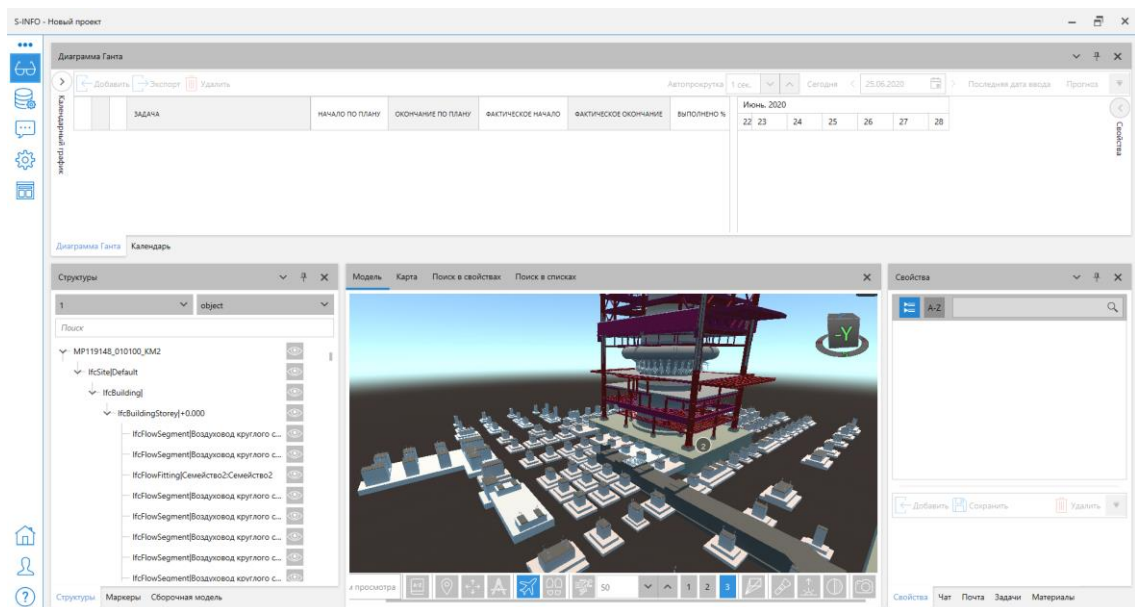 S-INFO - Новый проект
Диаграмма Ганта
Добавить Экспорт Удалить Автопрокрутка 1 сек. Сегодня 25.06.2020 Последняя дата ввода Прогноз
Календарный график
ЗАДАЧА НАЧАЛО ПО ПЛАНУ ОКОНЧАНИЕ ПО ПЛАНУ ФАКТИЧЕСКОЕ НАЧАЛО ФАКТИЧЕСКОЕ ОКОНЧАНИЕ ВЫПОЛНЕНО % Июнь, 2020
22 23 24 25 26 27 28
Свойства
Диаграмма Ганта Календарь
Структуры
1 object
Поиск
MP119148_010100_KM2
IfcSite|Default
IfcBuilding|
IfcBuildingStorey|+0.000
IfcFlowSegment|Воздуховод круглого с...
IfcFlowSegment|Воздуховод круглого с...
IfcFlowFitting|Семейство2:Семейство2
IfcFlowSegment|Воздуховод круглого с...
IfcFlowSegment|Воздуховод круглого с...
IfcFlowSegment|Воздуховод круглого с...
IfcFlowSegment|Воздуховод круглого с...
IfcFlowSegment|Воздуховод круглого с...
Структуры Маркеры Сборочная модель
Модель Карта Поиск в свойствах Поиск в списках
-Y
2
просмотра 50 1 2 3
Свойства
A-Z
Добавить Сохранить Удалить
Свойства Чат Почта Задачи Материалы